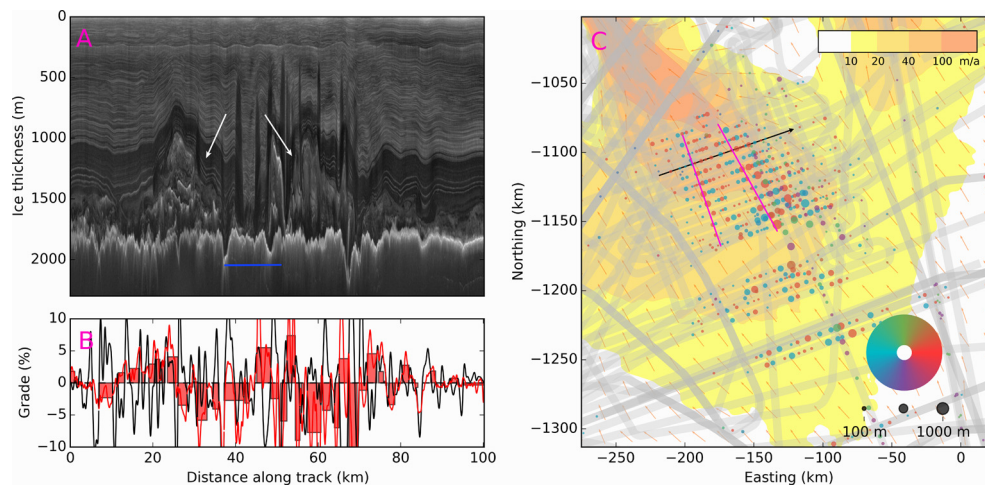 A
0
500
1000
1500
2000
Ice thickness (m)
B
10
5
0
−5
−10
Grade (%)
0
20
40
60
80
100
Distance along track (km)
C
10 20 40 100 m/a
−1050
−1100
−1150
−1200
−1250
−1300
Northing (km)
100 m
1000 m
−250
−200
−150
−100
−50
0
Easting (km)